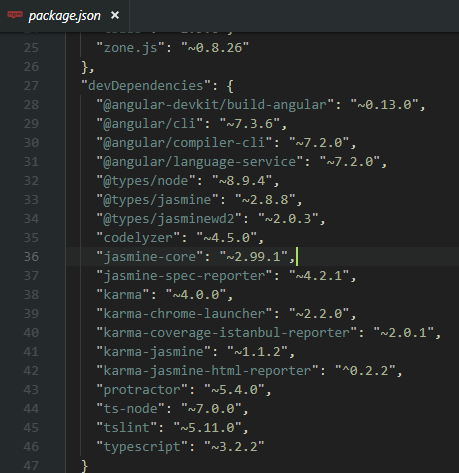 package.json ×
25 "zone.js": "~0.8.26"
26 },
27 "devDependencies": {
28 "@angular-devkit/build-angular": "~0.13.0",
29 "@angular/cli": "~7.3.6",
30 "@angular/compiler-cli": "~7.2.0",
31 "@angular/language-service": "~7.2.0",
32 "@types/node": "~8.9.4",
33 "@types/jasmine": "~2.8.8",
34 "@types/jasminewd2": "~2.0.3",
35 "codelyzer": "~4.5.0",
36 "jasmine-core": "~2.99.1",
37 "jasmine-spec-reporter": "~4.2.1",
38 "karma": "~4.0.0",
39 "karma-chrome-launcher": "~2.2.0",
40 "karma-coverage-istanbul-reporter": "~2.0.1",
41 "karma-jasmine": "~1.1.2",
42 "karma-jasmine-html-reporter": "^0.2.2",
43 "protractor": "~5.4.0",
44 "ts-node": "~7.0.0",
45 "tslint": "~5.11.0",
46 "typescript": "~3.2.2"
47 }